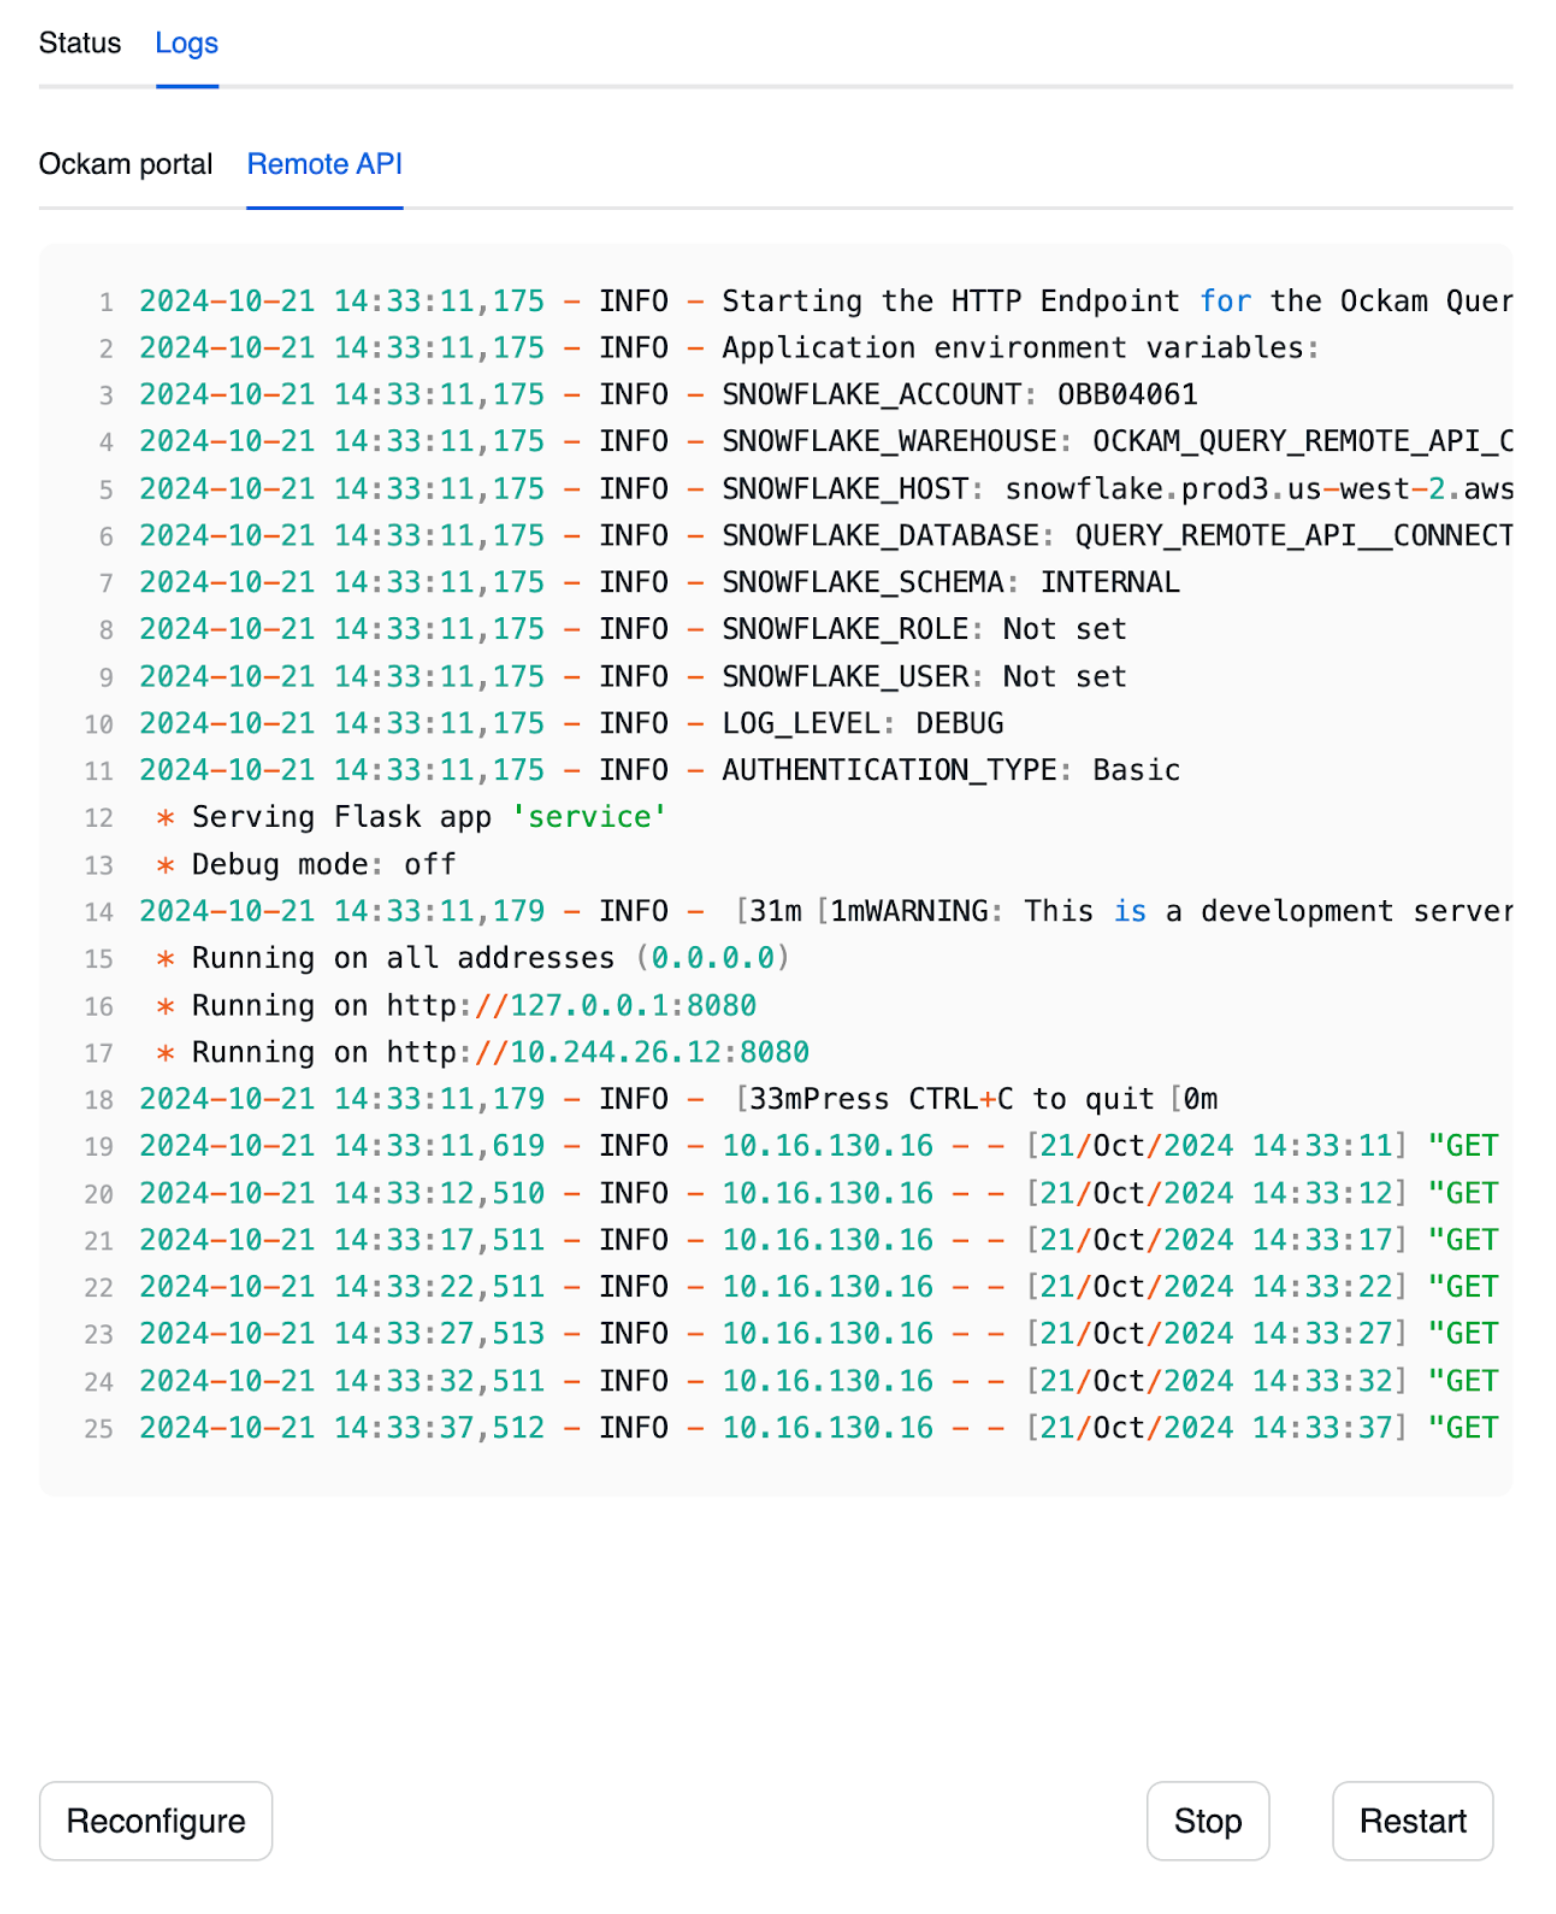 Status Logs
Ockam portal Remote API
1 2024-10-21 14:33:11,175 - INFO - Starting the HTTP Endpoint for the Ockam Quer
2 2024-10-21 14:33:11,175 - INFO - Application environment variables:
3 2024-10-21 14:33:11,175 - INFO - SNOWFLAKE_ACCOUNT: OBB04061
4 2024-10-21 14:33:11,175 - INFO - SNOWFLAKE_WAREHOUSE: OCKAM_QUERY_REMOTE_API_C
5 2024-10-21 14:33:11,175 - INFO - SNOWFLAKE_HOST: snowflake.prod3.us-west-2.aws
6 2024-10-21 14:33:11,175 - INFO - SNOWFLAKE_DATABASE: QUERY_REMOTE_API__CONNECT
7 2024-10-21 14:33:11,175 - INFO - SNOWFLAKE_SCHEMA: INTERNAL
8 2024-10-21 14:33:11,175 - INFO - SNOWFLAKE_ROLE: Not set
9 2024-10-21 14:33:11,175 - INFO - SNOWFLAKE_USER: Not set
10 2024-10-21 14:33:11,175 - INFO - LOG_LEVEL: DEBUG
11 2024-10-21 14:33:11,175 - INFO - AUTHENTICATION_TYPE: Basic
12 * Serving Flask app 'service'
13 * Debug mode: off
14 2024-10-21 14:33:11,179 - INFO - [31m [1mWARNING: This is a development server
15 * Running on all addresses (0.0.0.0)
16 * Running on http://127.0.0.1:8080
17 * Running on http://10.244.26.12:8080
18 2024-10-21 14:33:11,179 - INFO - [33mPress CTRL+C to quit [0m
19 2024-10-21 14:33:11,619 - INFO - 10.16.130.16 - - [21/Oct/2024 14:33:11] "GET
20 2024-10-21 14:33:12,510 - INFO - 10.16.130.16 - - [21/Oct/2024 14:33:12] "GET
21 2024-10-21 14:33:17,511 - INFO - 10.16.130.16 - - [21/Oct/2024 14:33:17] "GET
22 2024-10-21 14:33:22,511 - INFO - 10.16.130.16 - - [21/Oct/2024 14:33:22] "GET
23 2024-10-21 14:33:27,513 - INFO - 10.16.130.16 - - [21/Oct/2024 14:33:27] "GET
24 2024-10-21 14:33:32,511 - INFO - 10.16.130.16 - - [21/Oct/2024 14:33:32] "GET
25 2024-10-21 14:33:37,512 - INFO - 10.16.130.16 - - [21/Oct/2024 14:33:37] "GET
Reconfigure Stop Restart